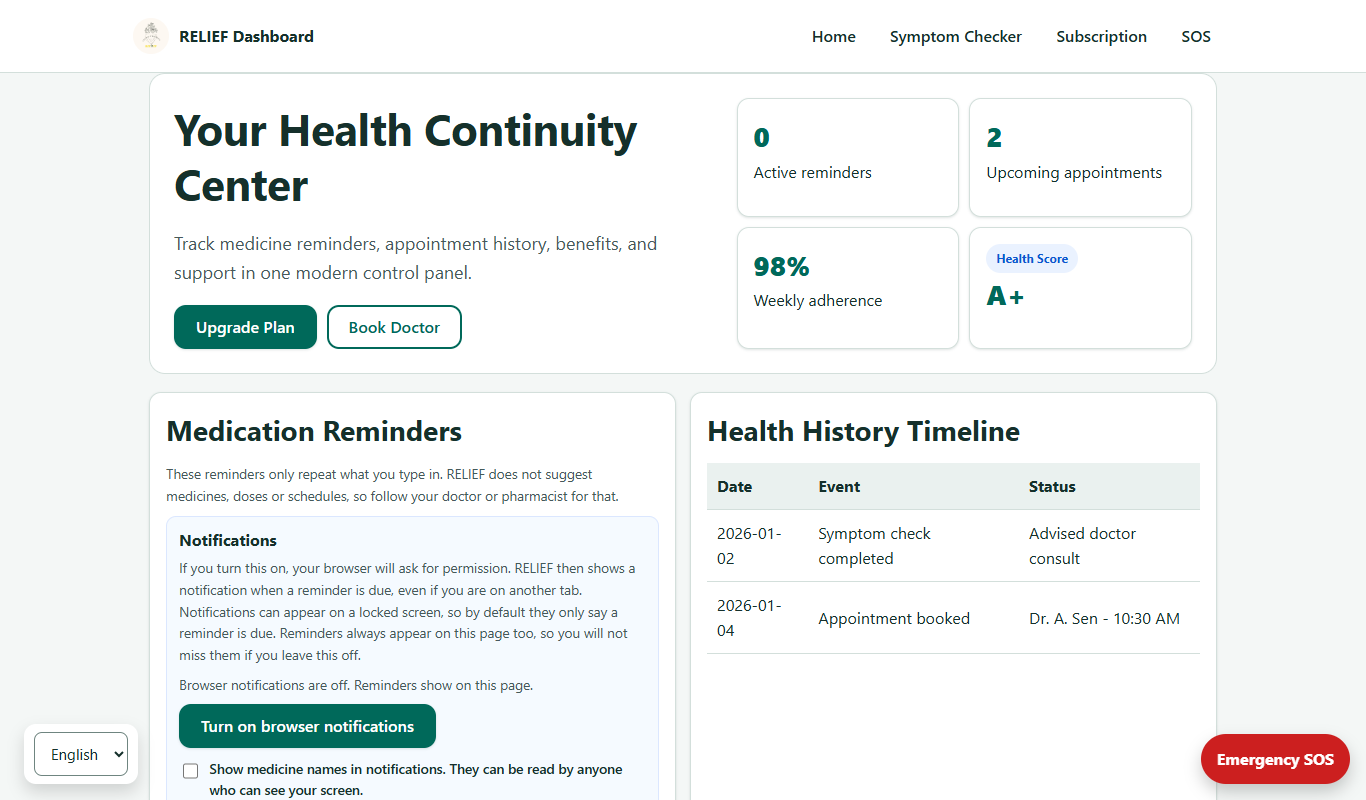 RELIEF Dashboard
Home
Symptom Checker
Subscription
SOS
Your Health Continuity
Center
Track medicine reminders, appointment history, benefits, and
support in one modern control panel.
Upgrade Plan
Book Doctor
0
Active reminders
2
Upcoming appointments
98%
Weekly adherence
Health Score
A+
Medication Reminders
These reminders only repeat what you type in. RELIEF does not suggest
medicines, doses or schedules, so follow your doctor or pharmacist for that.
Notifications
If you turn this on, your browser will ask for permission. RELIEF then shows a
notification when a reminder is due, even if you are on another tab.
Notifications can appear on a locked screen, so by default they only say a
reminder is due. Reminders always appear on this page too, so you will not
miss them if you leave this off.
Browser notifications are off. Reminders show on this page.
Turn on browser notifications
Show medicine names in notifications. They can be read by anyone
who can see your screen.
Health History Timeline
Date Event Status
2026-01-
02
Symptom check
completed
Advised doctor
consult
2026-01-
04
Appointment booked
Dr. A. Sen - 10:30 AM
English
Emergency SOS